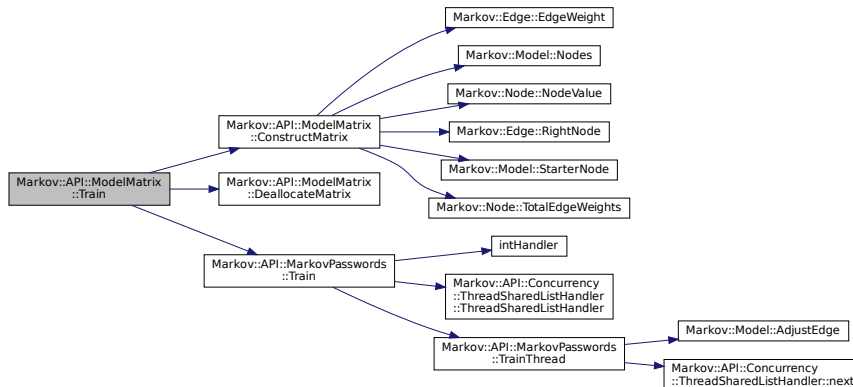 Markov::API::ModelMatrix
::Train
Markov::API::ModelMatrix
::ConstructMatrix
Markov::API::ModelMatrix
::DeallocateMatrix
Markov::API::MarkovPasswords
::Train
Markov::Edge::EdgeWeight
Markov::Model::Nodes
Markov::Node::NodeValue
Markov::Edge::RightNode
Markov::Model::StarterNode
Markov::Node::TotalEdgeWeights
intHandler
Markov::API::Concurrency
::ThreadSharedListHandler
::ThreadSharedListHandler
Markov::API::MarkovPasswords
::TrainThread
Markov::Model::AdjustEdge
Markov::API::Concurrency
::ThreadSharedListHandler::next